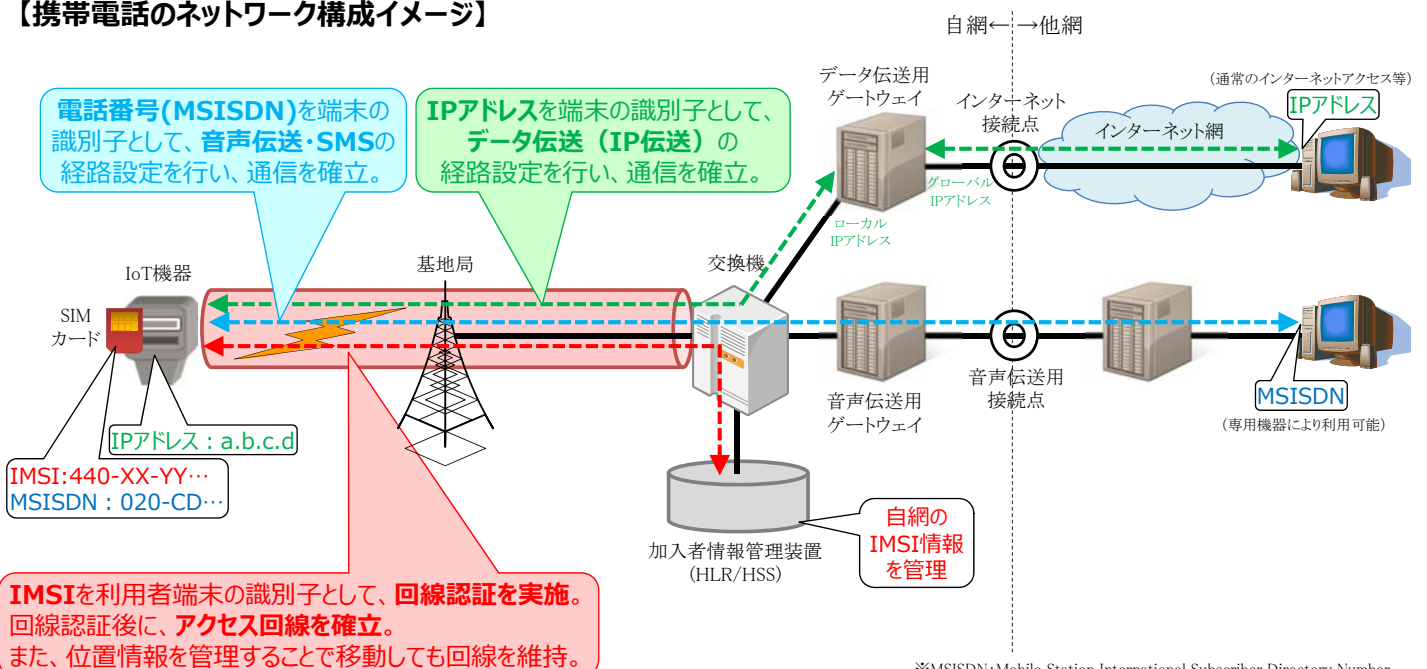 【携帯電話のネットワーク構成イメージ】
自網←→他網
電話番号(MSISDN)を端末の
識別子として、音声伝送・SMSの
経路設定を行い、通信を確立。
IPアドレスを端末の識別子として、
データ伝送（IP伝送）の
経路設定を行い、通信を確立。
データ伝送用
ゲートウェイ
インターネット
接続点
インターネット網
（通常のインターネットアクセス等）
IPアドレス
グローバル
IPアドレス
ローカル
IPアドレス
IoT機器
基地局
交換機
SIM
カード
音声伝送用
ゲートウェイ
音声伝送用
接続点
MSISDN
（専用機器により利用可能）
IPアドレス：a.b.c.d
IMSI:440-XX-YY…
MSISDN：020-CD…
加入者情報管理装置
(HLR/HSS)
自網の
IMSI情報
を管理
IMSIを利用者端末の識別子として、回線認証を実施。
回線認証後に、アクセス回線を確立。
また、位置情報を管理することで移動しても回線を維持。
※MSISDN：Mobile Station International Subscriber Directory Number